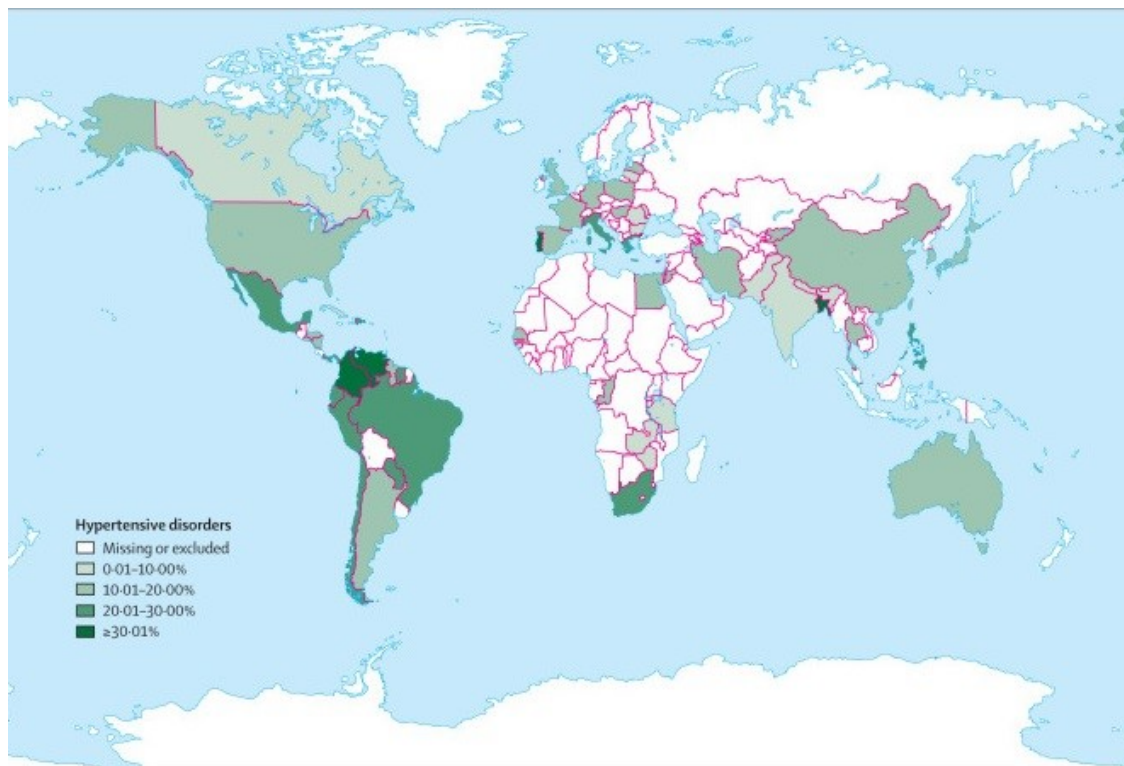 Hypertensive disorders
Missing or excluded
0·01–10·00%
10·01–20·00%
20·01–30·00%
≥30·01%